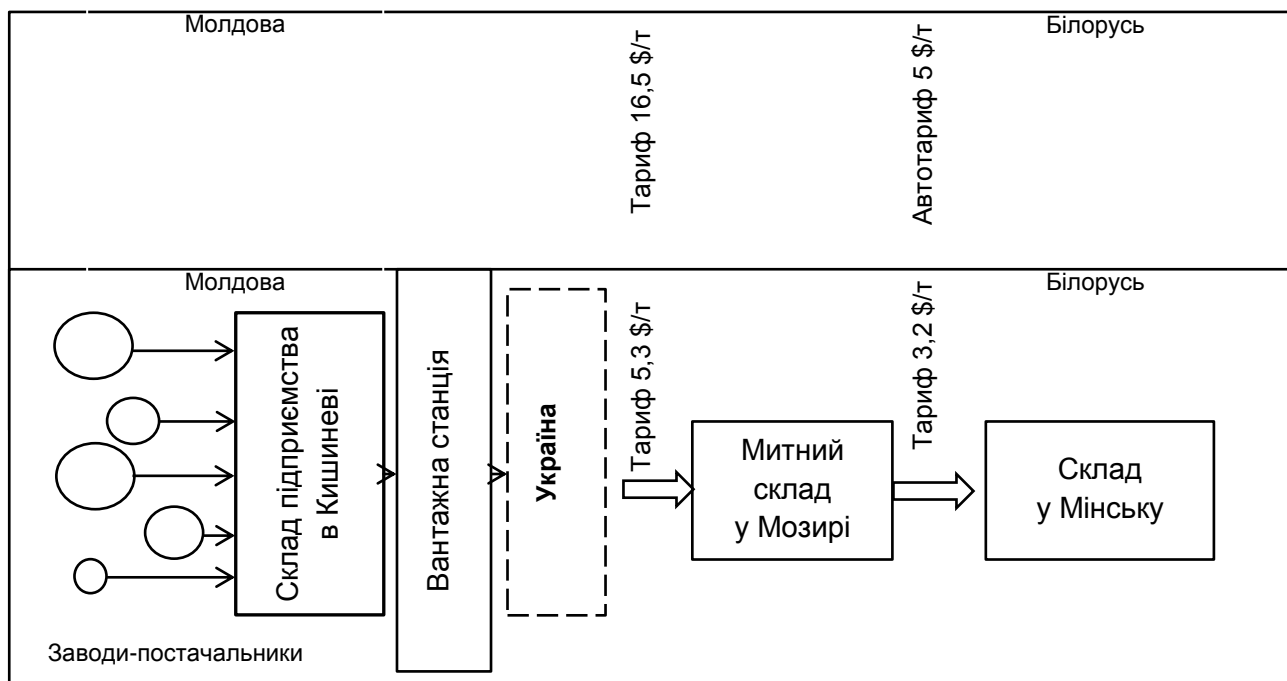 Молдова
Білорусь
Тариф 16,5 $/т
Автотариф 5 $/т
Молдова
Білорусь
Склад підприємства
в Кишиневі
Вантажна станція
Україна
Тариф 5,3 $/т
Митний
склад
у Мозирі
Тариф 3,2 $/т
Склад
у Мінську
Заводи-постачальники